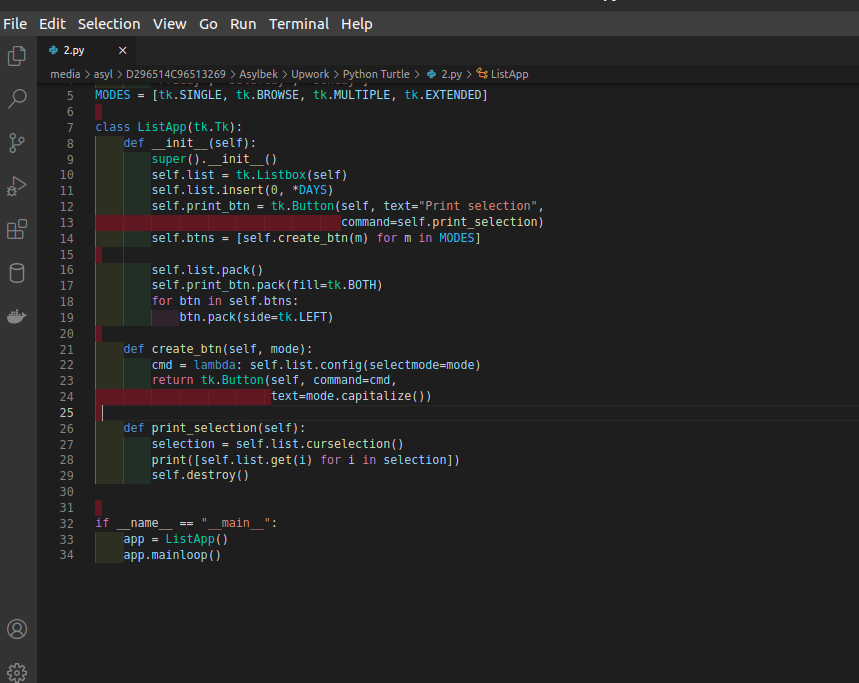 File Edit Selection View Go Run Terminal Help
2.py ×
media > asyl > D296514C96513269 > Asylbek > Upwork > Python Turtle > 2.py > ListApp
5 MODES = [tk.SINGLE, tk.BROWSE, tk.MULTIPLE, tk.EXTENDED]
6
7 class ListApp(tk.Tk):
8 def __init__(self):
9 super().__init__()
10 self.list = tk.Listbox(self)
11 self.list.insert(0, *DAYS)
12 self.print_btn = tk.Button(self, text="Print selection",
13 command=self.print_selection)
14 self.btns = [self.create_btn(m) for m in MODES]
15
16 self.list.pack()
17 self.print_btn.pack(fill=tk.BOTH)
18 for btn in self.btns:
19 btn.pack(side=tk.LEFT)
20
21 def create_btn(self, mode):
22 cmd = lambda: self.list.config(selectmode=mode)
23 return tk.Button(self, command=cmd,
24 text=mode.capitalize())
25
26 def print_selection(self):
27 selection = self.list.curselection()
28 print([self.list.get(i) for i in selection])
29 self.destroy()
30
31
32 if __name__ == "__main__":
33 app = ListApp()
34 app.mainloop()